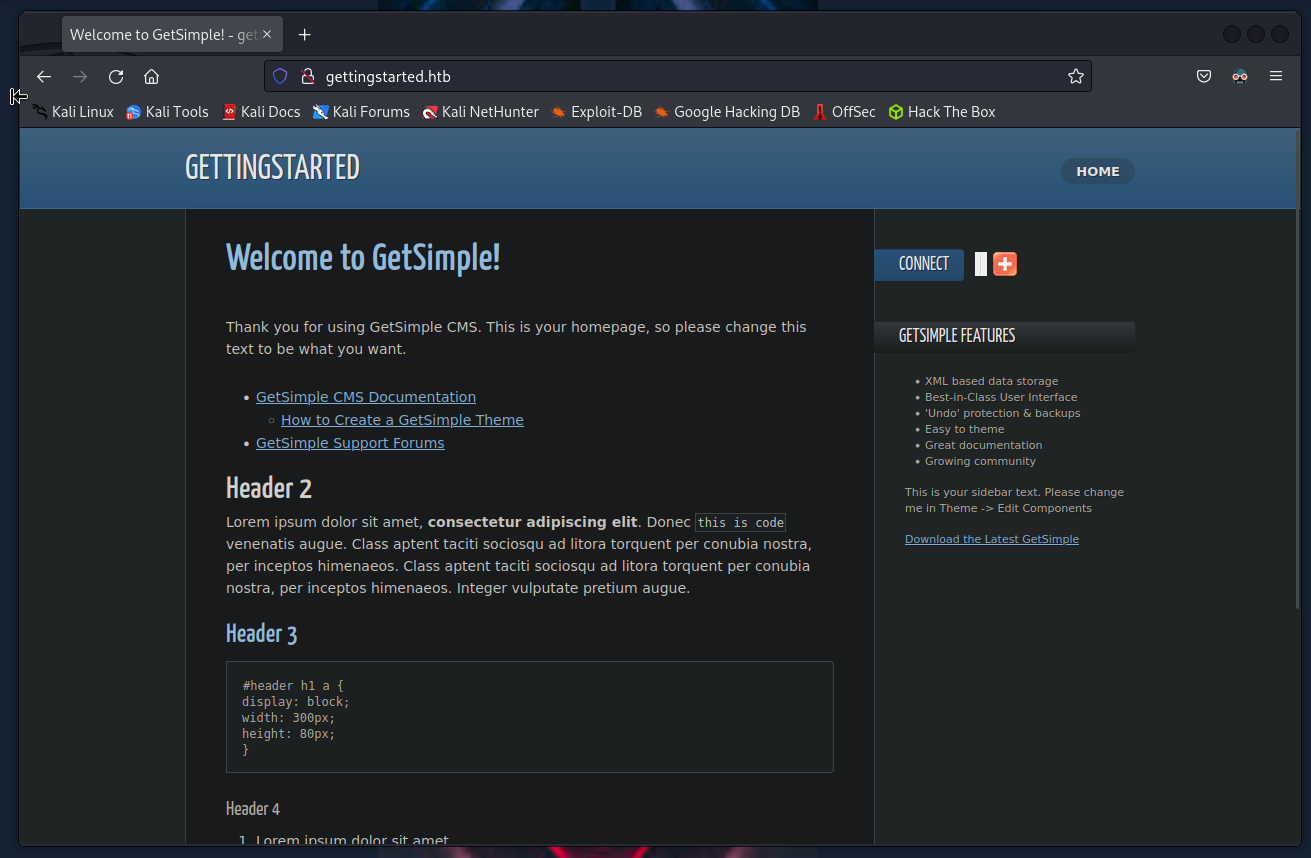 Welcome to GetSimple! - get
gettingstarted.htb
Kali Linux Kali Tools Kali Docs Kali Forums Kali NetHunter Exploit-DB Google Hacking DB OffSec Hack The Box
GETTINGSTARTED
HOME
Welcome to GetSimple!
Thank you for using GetSimple CMS. This is your homepage, so please change this
text to be what you want.
GetSimple CMS Documentation
How to Create a GetSimple Theme
GetSimple Support Forums
Header 2
Lorem ipsum dolor sit amet, consectetur adipiscing elit. Donec this is code
venenatis augue. Class aptent taciti sociosqu ad litora torquent per conubia nostra,
per inceptos himenaeos. Class aptent taciti sociosqu ad litora torquent per conubia
nostra, per inceptos himenaeos. Integer vulputate pretium augue.
Header 3
#header h1 a {
display: block;
width: 300px;
height: 80px;
}
Header 4
1. Lorem ipsum dolor sit amet
CONNECT
GETSIMPLE FEATURES
XML based data storage
Best-in-Class User Interface
'Undo' protection & backups
Easy to theme
Great documentation
Growing community
This is your sidebar text. Please change
me in Theme -> Edit Components
Download the Latest GetSimple